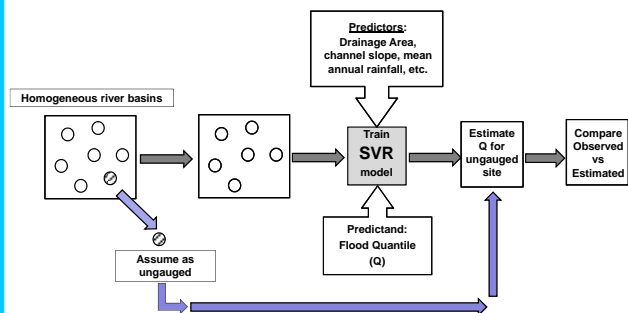 Predictors:
Drainage Area,
channel slope, mean
annual rainfall, etc.
Homogeneous river basins
Train
SVR
model
Estimate
Q for
ungauged
site
Compare
Observed
vs
Estimated
Predictand:
Flood Quantile
(Q)
Assume as
ungauged